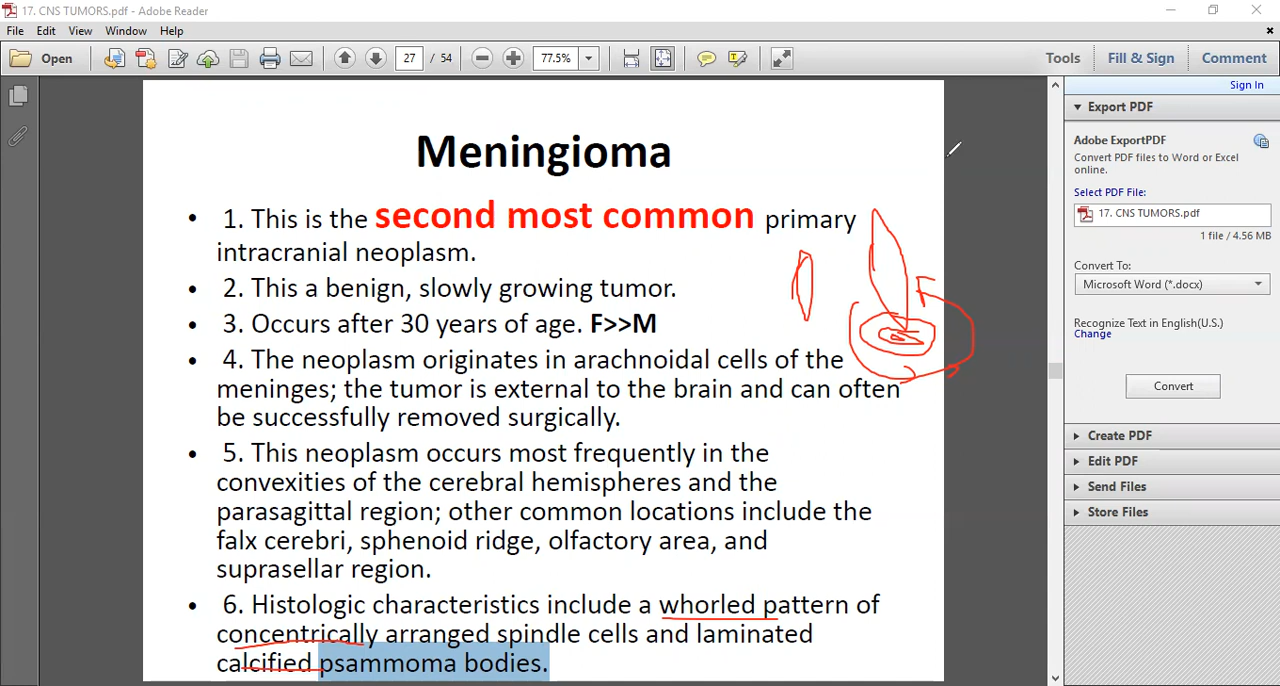 17. CNS TUMORS.pdf - Adobe Reader
File Edit View Window Help
Open 27 / 54 77.5% Tools Fill & Sign Comment
Sign In
Meningioma
• 1. This is the second most common primary
intracranial neoplasm.
• 2. This a benign, slowly growing tumor.
• 3. Occurs after 30 years of age. F>>M
• 4. The neoplasm originates in arachnoidal cells of the
meninges; the tumor is external to the brain and can often
be successfully removed surgically.
• 5. This neoplasm occurs most frequently in the
convexities of the cerebral hemispheres and the
parasagittal region; other common locations include the
falx cerebri, sphenoid ridge, olfactory area, and
suprasellar region.
• 6. Histologic characteristics include a whorled pattern of
concentrically arranged spindle cells and laminated
calcified psammoma bodies.
F
Export PDF
Adobe ExportPDF
Convert PDF files to Word or Excel
online.
Select PDF File:
17. CNS TUMORS.pdf
1 file / 4.56 MB
Convert To:
Microsoft Word (*.docx)
Recognize Text in English(U.S.)
Change
Convert
Create PDF
Edit PDF
Send Files
Store Files